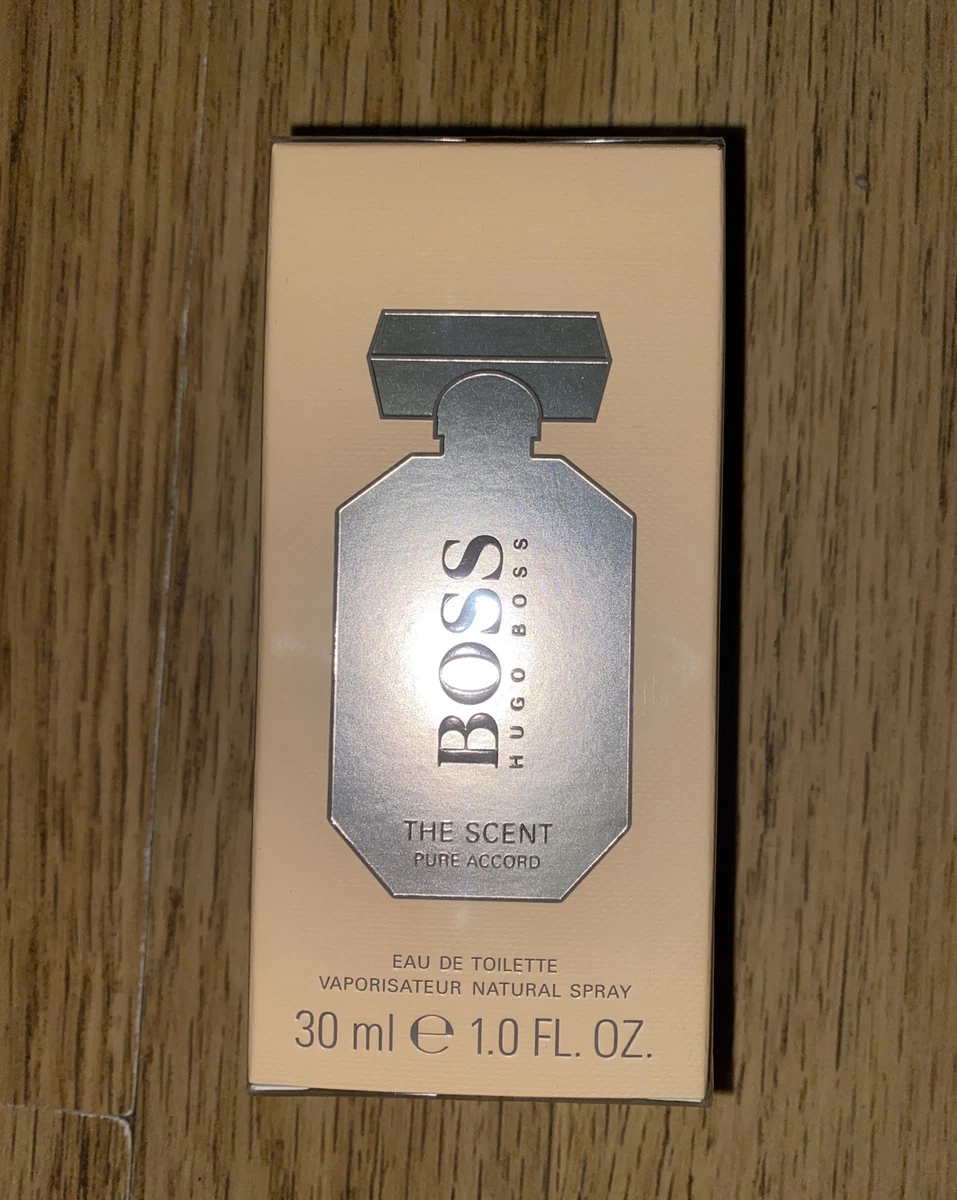 BOSS
HUGO BOSS
THE SCENT
PURE ACCORD
EAU DE TOILETTE
VAPORISATEUR NATURAL SPRAY
30 ml ℮ 1.0 FL. OZ.